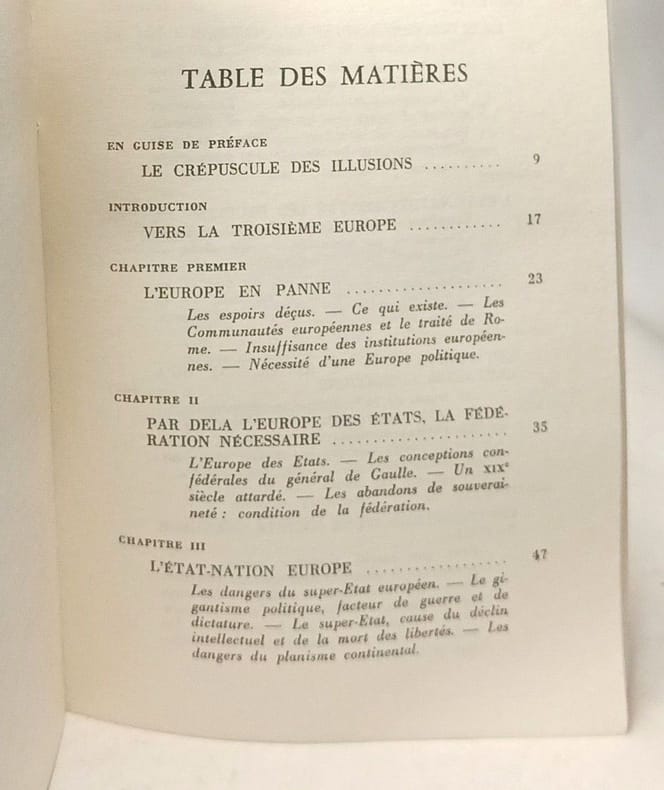 TABLE DES MATIÈRES
EN GUISE DE PRÉFACE
LE CRÉPUSCULE DES ILLUSIONS .......... 9
INTRODUCTION
VERS LA TROISIÈME EUROPE ............ 17
CHAPITRE PREMIER
L'EUROPE EN PANNE .................... 23
Les espoirs déçus. — Ce qui existe. — Les
Communautés européennes et le traité de Ro-
me. — Insuffisance des institutions européen-
nes. — Nécessité d'une Europe politique.
CHAPITRE II
PAR DELA L'EUROPE DES ÉTATS, LA FÉDÉ-
RATION NÉCESSAIRE ...................... 35
L'Europe des Etats. — Les conceptions con-
fédérales du général de Gaulle. — Un XIXe
siècle attardé. — Les abandons de souverai-
neté : condition de la fédération.
CHAPITRE III
L'ÉTAT-NATION EUROPE .................. 47
Les dangers du super-Etat européen. — Le gi-
gantisme politique, facteur de guerre et de
dictature. — Le super-Etat, cause du déclin
intellectuel et de la mort des libertés. — Les
dangers du planisme continental.